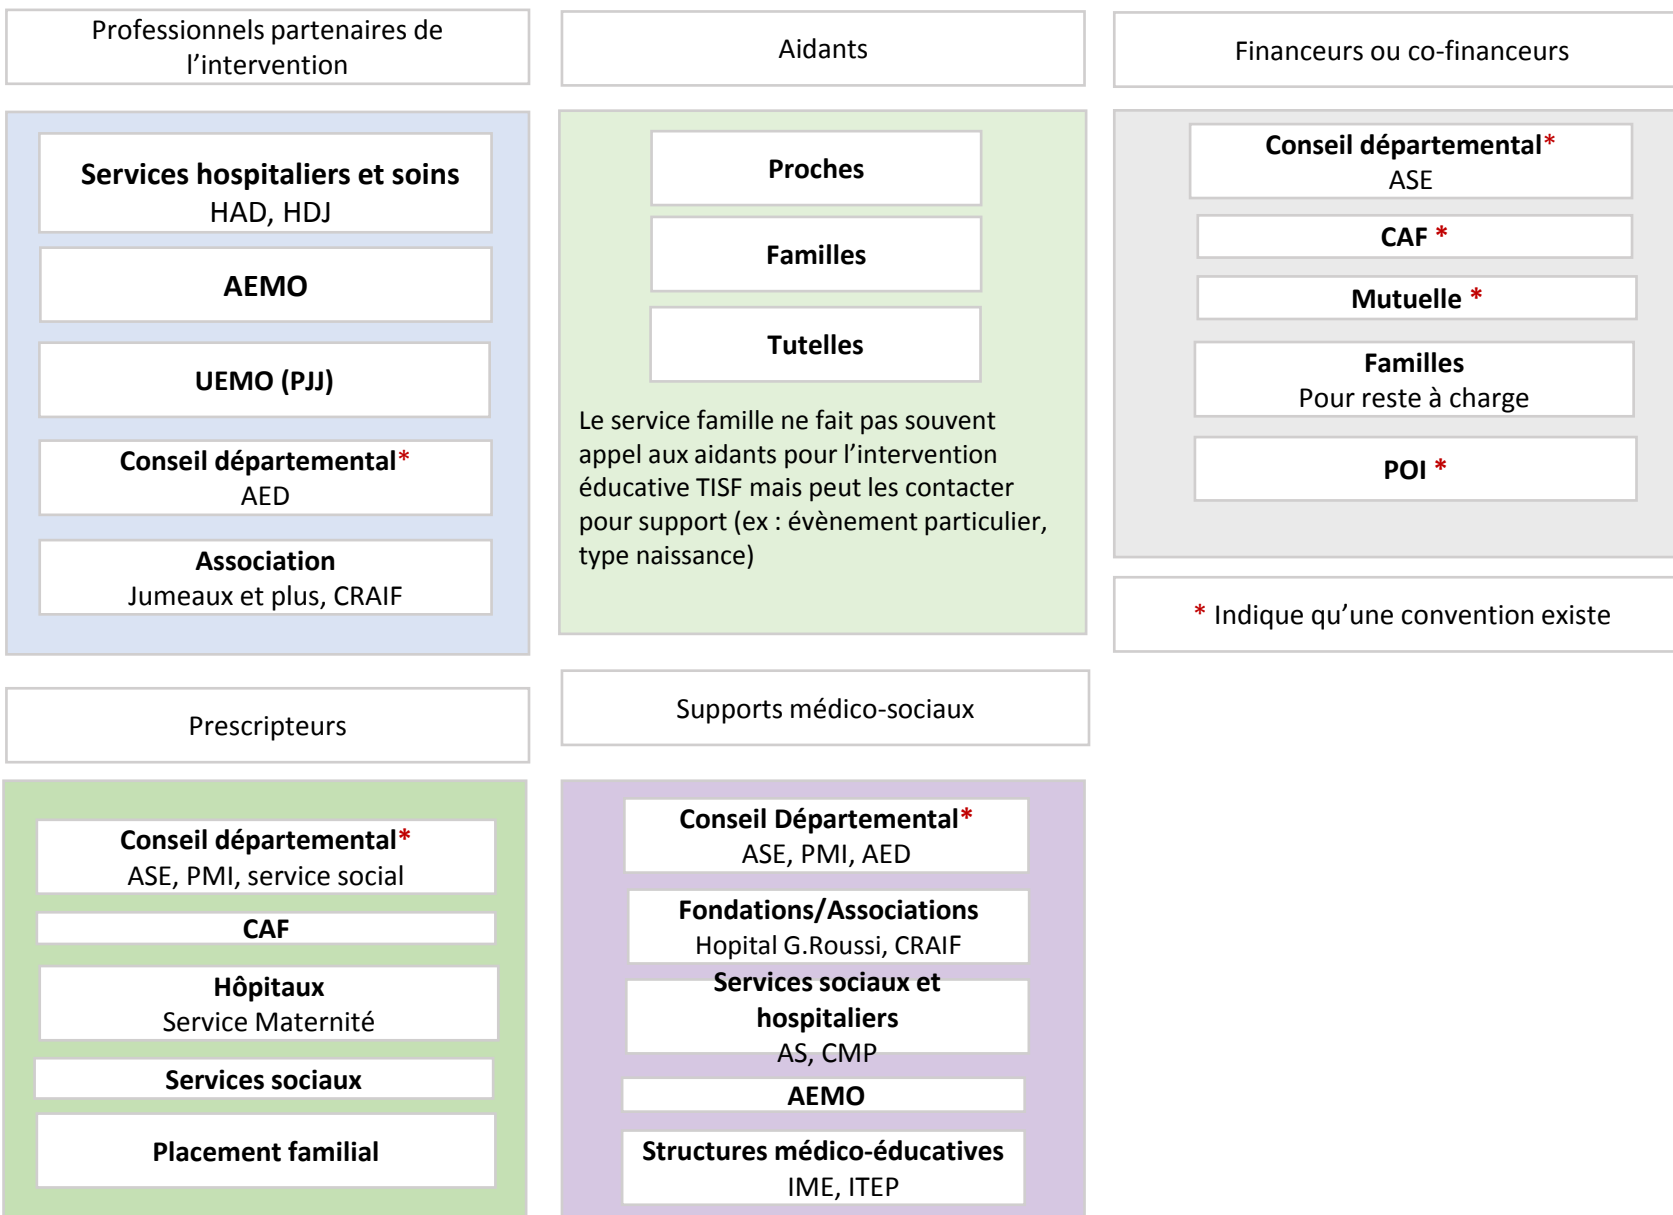 Professionnels partenaires de
l’intervention
Services hospitaliers et soins
HAD, HDJ
AEMO
UEMO (PJJ)
Conseil départemental*
AED
Association
Jumeaux et plus, CRAIF
Aidants
Proches
Familles
Tutelles
Le service famille ne fait pas souvent
appel aux aidants pour l’intervention
éducative TISF mais peut les contacter
pour support (ex : évènement particulier,
type naissance)
Financeurs ou co-financeurs
Conseil départemental*
ASE
CAF *
Mutuelle *
Familles
Pour reste à charge
POI *
* Indique qu’une convention existe
Prescripteurs
Conseil départemental*
ASE, PMI, service social
CAF
Hôpitaux
Service Maternité
Services sociaux
Placement familial
Supports médico-sociaux
Conseil Départemental*
ASE, PMI, AED
Fondations/Associations
Hopital G.Roussi, CRAIF
Services sociaux et
hospitaliers
AS, CMP
AEMO
Structures médico-éducatives
IME, ITEP